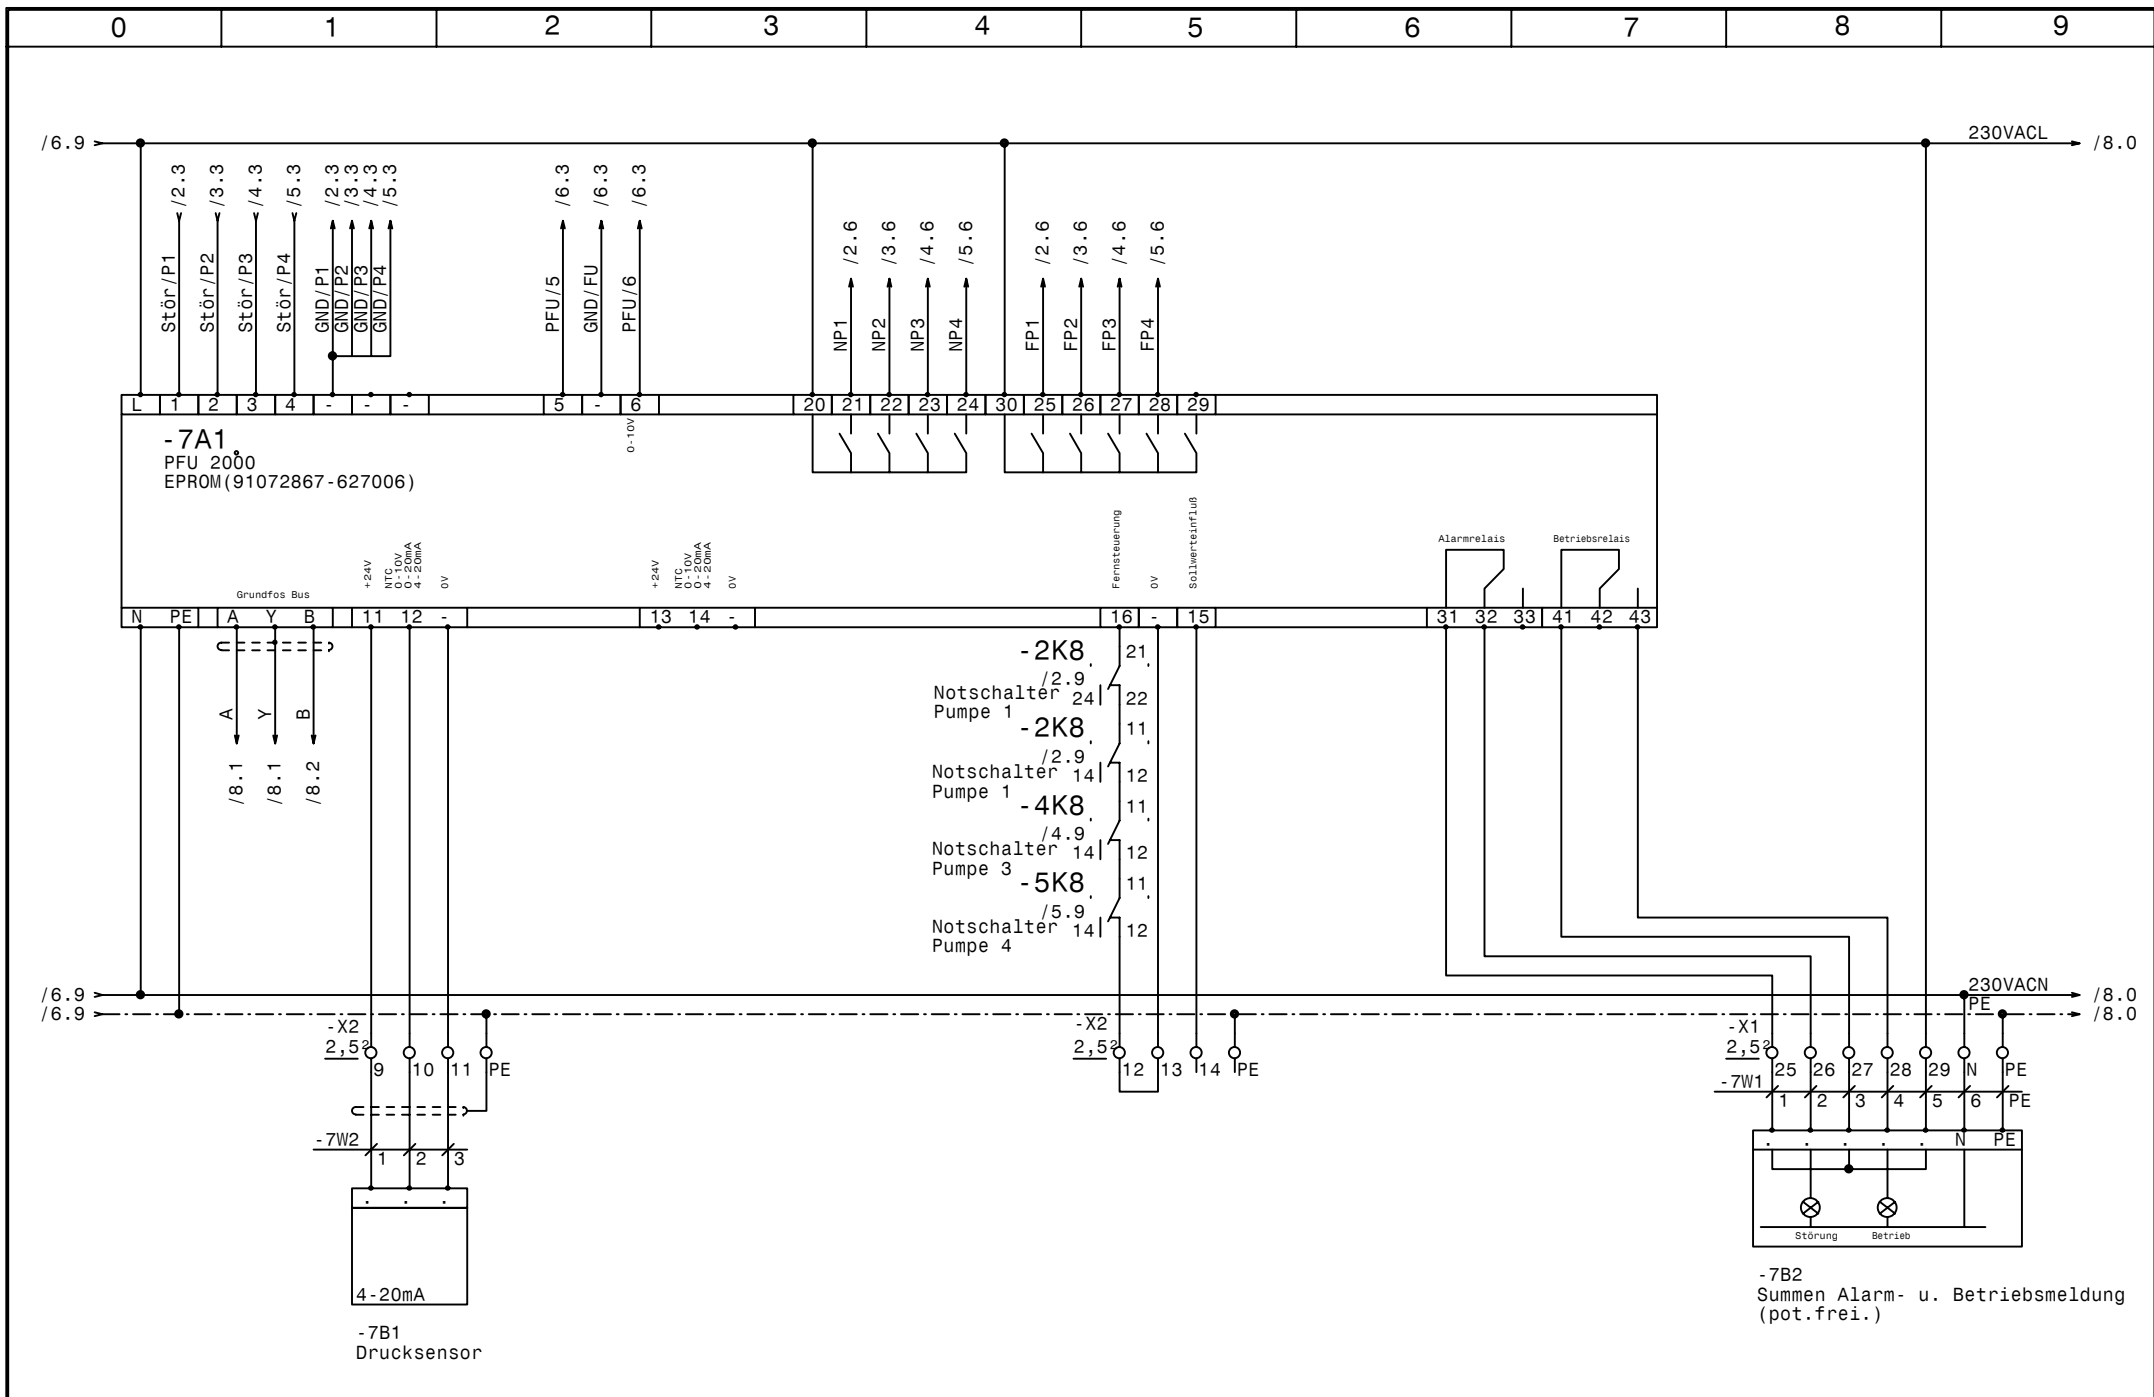 0 1 2 3 4 5 6 7 8 9
/6.9 230VACL /8.0
/2.3 /3.3 /4.3 /5.3 /2.3 /3.3 /4.3 /5.3 /6.3 /6.3 /6.3
/2.6 /3.6 /4.6 /5.6 /2.6 /3.6 /4.6 /5.6
Stör/P1 Stör/P2 Stör/P3 Stör/P4 GND/P1 GND/P2 GND/P3 GND/P4 PFU/5 GND/FU PFU/6 NP1 NP2 NP3 NP4 FP1 FP2 FP3 FP4
L 1 2 3 4 - - - 5 - 6 20 21 22 23 24 30 25 26 27 28 29
-7A1
PFU 2000
EPROM(91072867-627006)
0-10V
+24V
NTC
0-10V
0-20mA
4-20mA
0V
+24V
NTC
0-10V
0-20mA
4-20mA
0V
Fernsteuerung
0V
Sollwerteinfluß
Alarmrelais
Betriebsrelais
Grundfos Bus
N PE A Y B 11 12 - 13 14 - 16 - 15 31 32 33 41 42 43
A Y B
/8.1 /8.1 /8.2
-2K8 21
/2.9
Notschalter 24 22
Pumpe 1
-2K8 11
/2.9
Notschalter 14 12
Pumpe 1
-4K8 11
/4.9
Notschalter 14 12
Pumpe 3
-5K8 11
/5.9
Notschalter 14 12
Pumpe 4
/6.9 230VACN /8.0
/6.9 PE /8.0
-X2
2,5²
9 10 11 PE
-X2
2,5²
12 13 14 PE
-X1
2,5²
25 26 27 28 29 N PE
-7W1
1 2 3 4 5 6 PE
-7W2
1 2 3
. . .
4-20mA
-7B1
Drucksensor
. . . . . N PE
Störung Betrieb
-7B2
Summen Alarm- u. Betriebsmeldung
(pot.frei.)